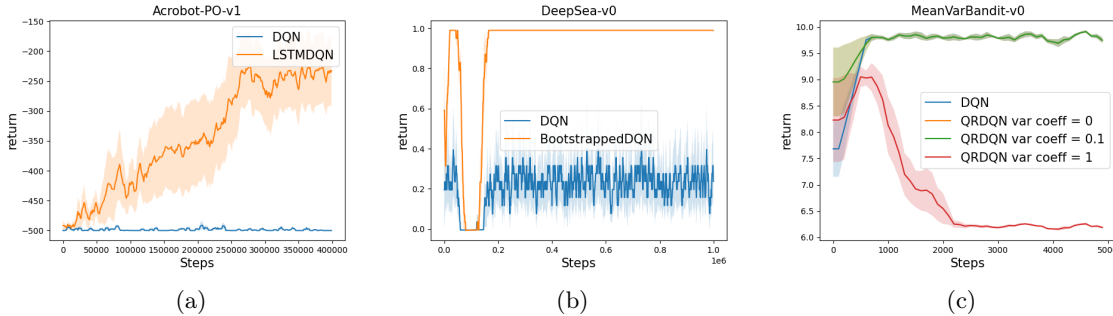 Acrobot-PO-v1
−150
−200
−250
−300
−350
−400
−450
−500
return
DQN
LSTMDQN
0 50000 100000 150000 200000 250000 300000 350000 400000
Steps
(a)
DeepSea-v0
1.0
0.8
0.6
0.4
0.2
0.0
return
DQN
BootstrappedDQN
0.0 0.2 0.4 0.6 0.8 1.0
1e6
Steps
(b)
MeanVarBandit-v0
10.0
9.5
9.0
8.5
8.0
7.5
7.0
6.5
6.0
return
DQN
QRDQN var coeff = 0
QRDQN var coeff = 0.1
QRDQN var coeff = 1
0 1000 2000 3000 4000 5000
Steps
(c)